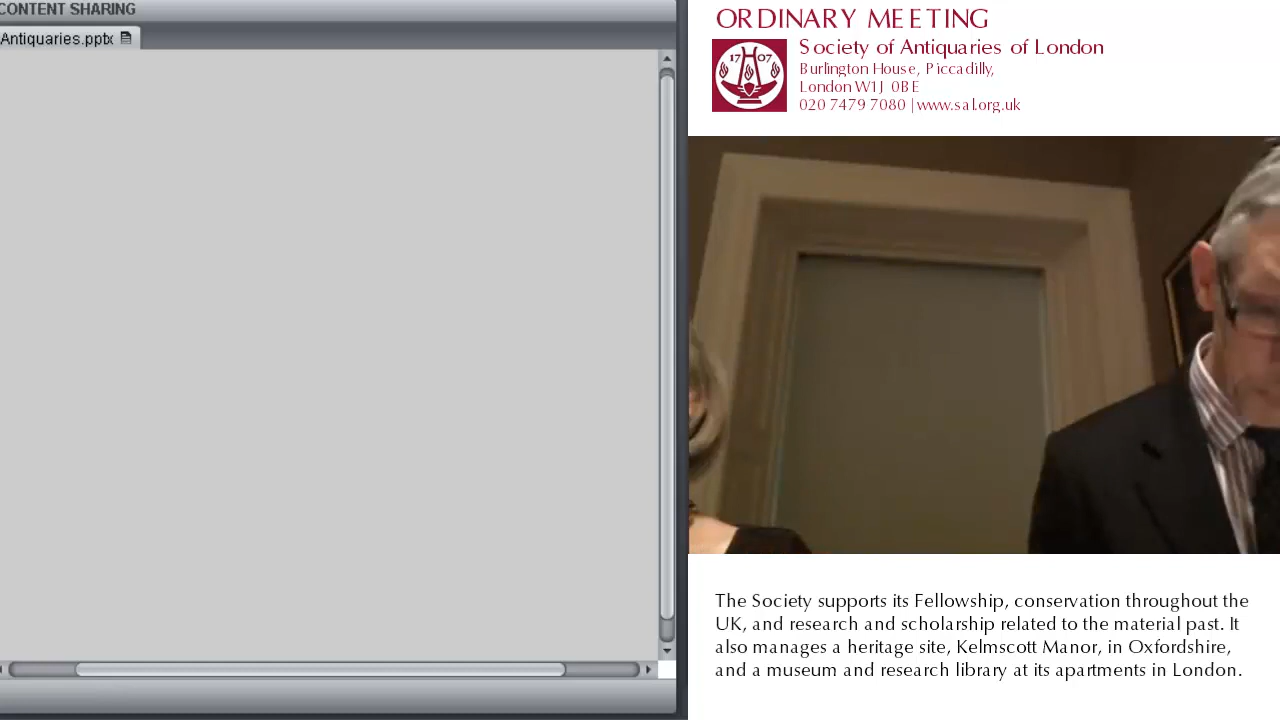 CONTENT SHARING
Antiquaries.pptx
ORDINARY MEETING
Society of Antiquaries of London
Burlington House, Piccadilly,
London W1J 0BE
020 7479 7080 | www.sal.org.uk
1707
The Society supports its Fellowship, conservation throughout the
UK, and research and scholarship related to the material past. It
also manages a heritage site, Kelmscott Manor, in Oxfordshire,
and a museum and research library at its apartments in London.